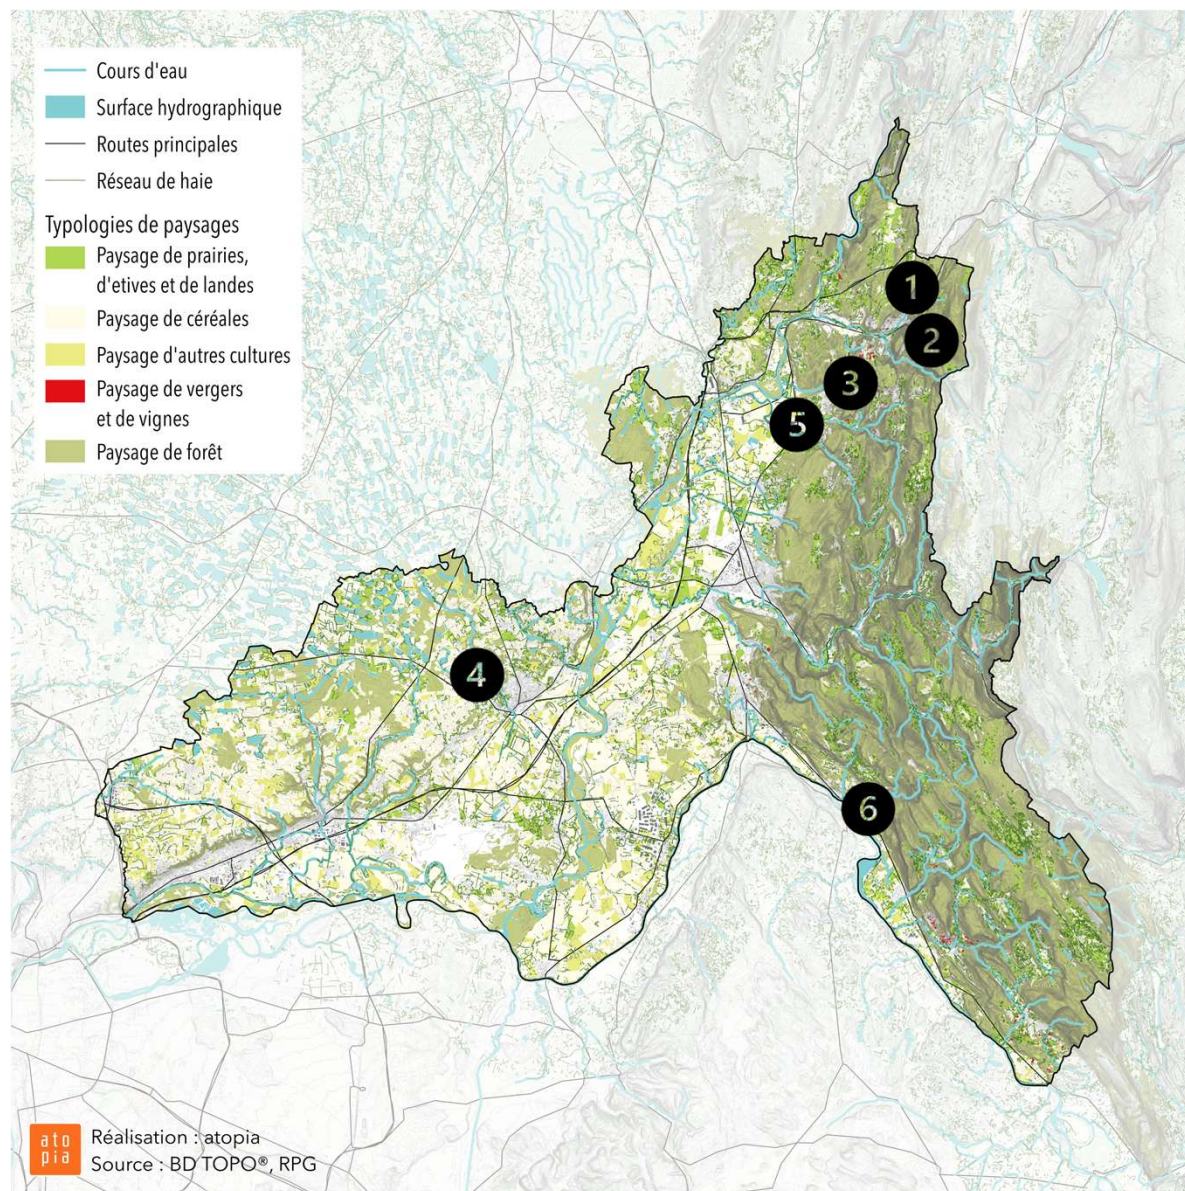 Cours d'eau
Surface hydrographique
Routes principales
Réseau de haie
Typologies de paysages
Paysage de prairies,
d'etives et de landes
Paysage de céréales
Paysage d'autres cultures
Paysage de vergers
et de vignes
Paysage de forêt
1
2
3
5
4
6
ato
pia
Réalisation : atopia
Source : BD TOPO®, RPG